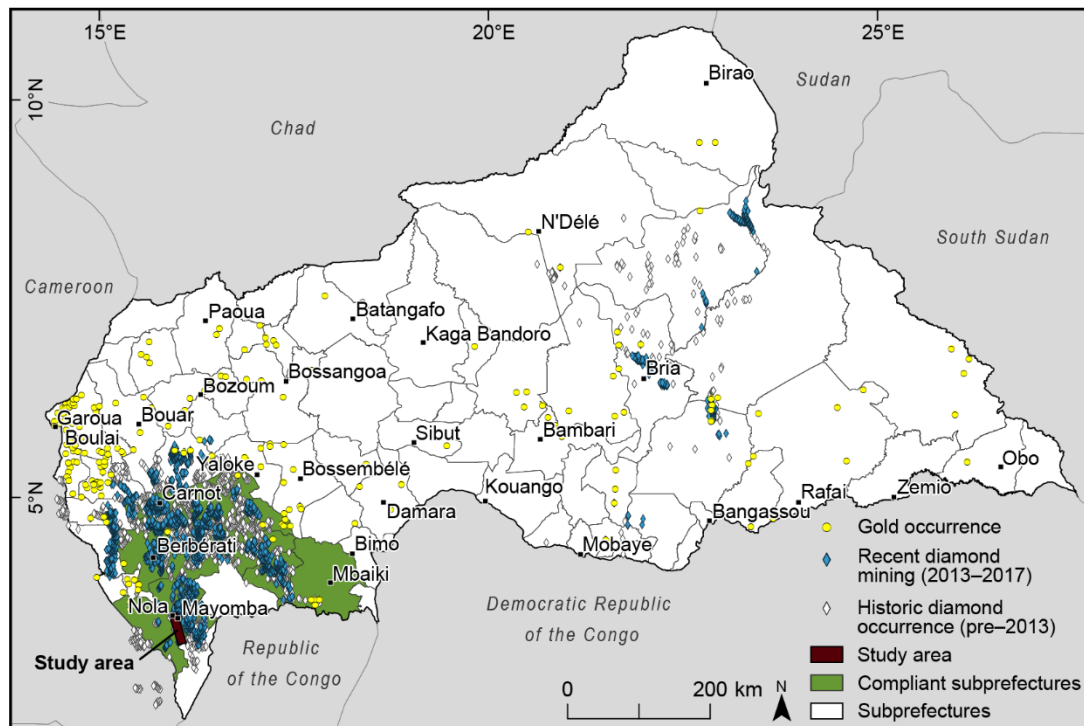 15°E
20°E
25°E
10°N
5°N
Birao
Sudan
Chad
N'Délé
South Sudan
Cameroon
Paoua
Batangafo
Kaga Bandoro
Bossangoa
Bria
Bozoum
Garoua
Boulai
Bouar
Sibut
Bambari
Yaloke
Bossembélé
Obo
Carnot
Kouango
Rafai
Zemio
Damara
Bangassou
Berbérati
Bimo
Mobaye
Mbaiki
Nola
Mayomba
Study area
Republic
of the Congo
Democratic Republic
of the Congo
Gold occurrence
Recent diamond
mining (2013–2017)
Historic diamond
occurrence (pre–2013)
Study area
Compliant subprefectures
Subprefectures
0
200 km
N